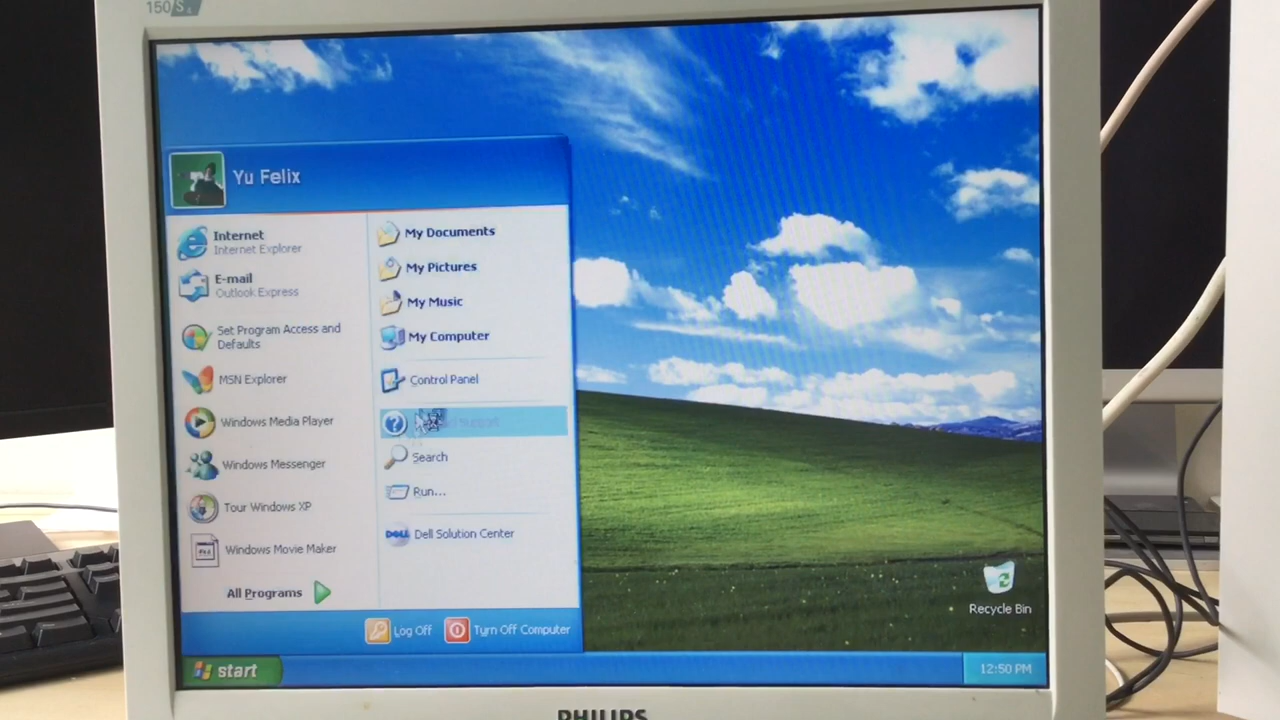 150S
Yu Felix
Internet
Internet Explorer
E-mail
Outlook Express
Set Program Access and
Defaults
MSN Explorer
Windows Media Player
Windows Messenger
Tour Windows XP
Windows Movie Maker
All Programs
My Documents
My Pictures
My Music
My Computer
Control Panel
Support
Search
Run...
DELL Dell Solution Center
Log Off
Turn Off Computer
Recycle Bin
start
12:50 PM
PHILIPS